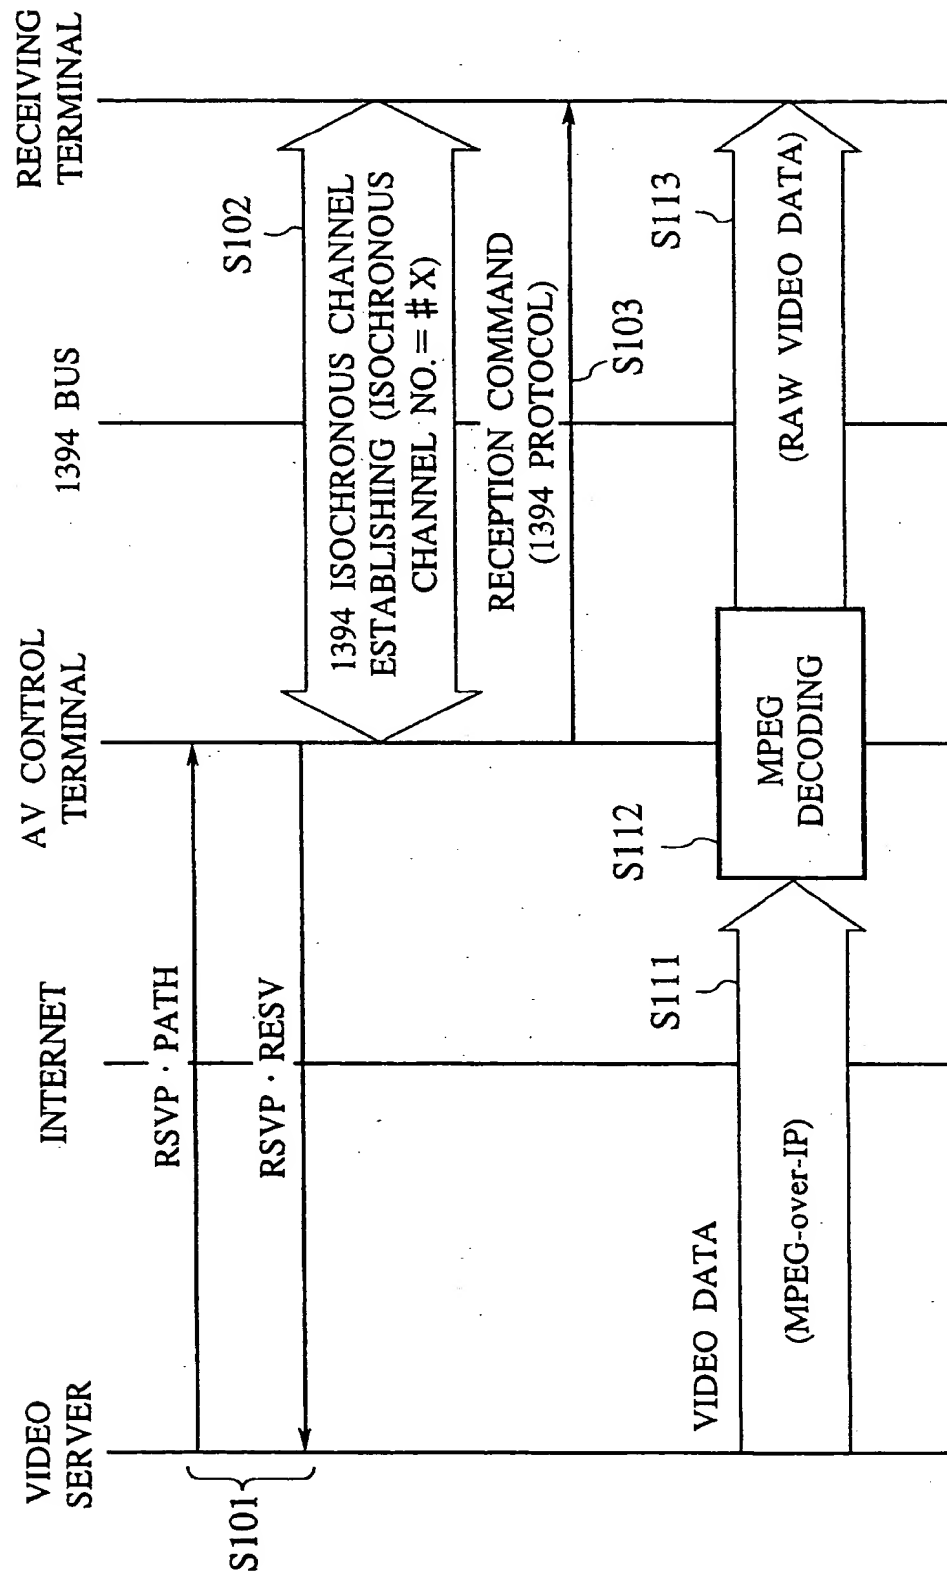 VIDEO
SERVER
INTERNET
AV CONTROL
TERMINAL
1394 BUS
RECEIVING
TERMINAL
S101
RSVP · PATH
RSVP · RESV
S102
1394 ISOCHRONOUS CHANNEL
ESTABLISHING (ISOCHRONOUS
CHANNEL NO. = # X)
RECEPTION COMMAND
(1394 PROTOCOL)
S103
VIDEO DATA
S111
(MPEG-over-IP)
S112
MPEG
DECODING
S113
(RAW VIDEO DATA)